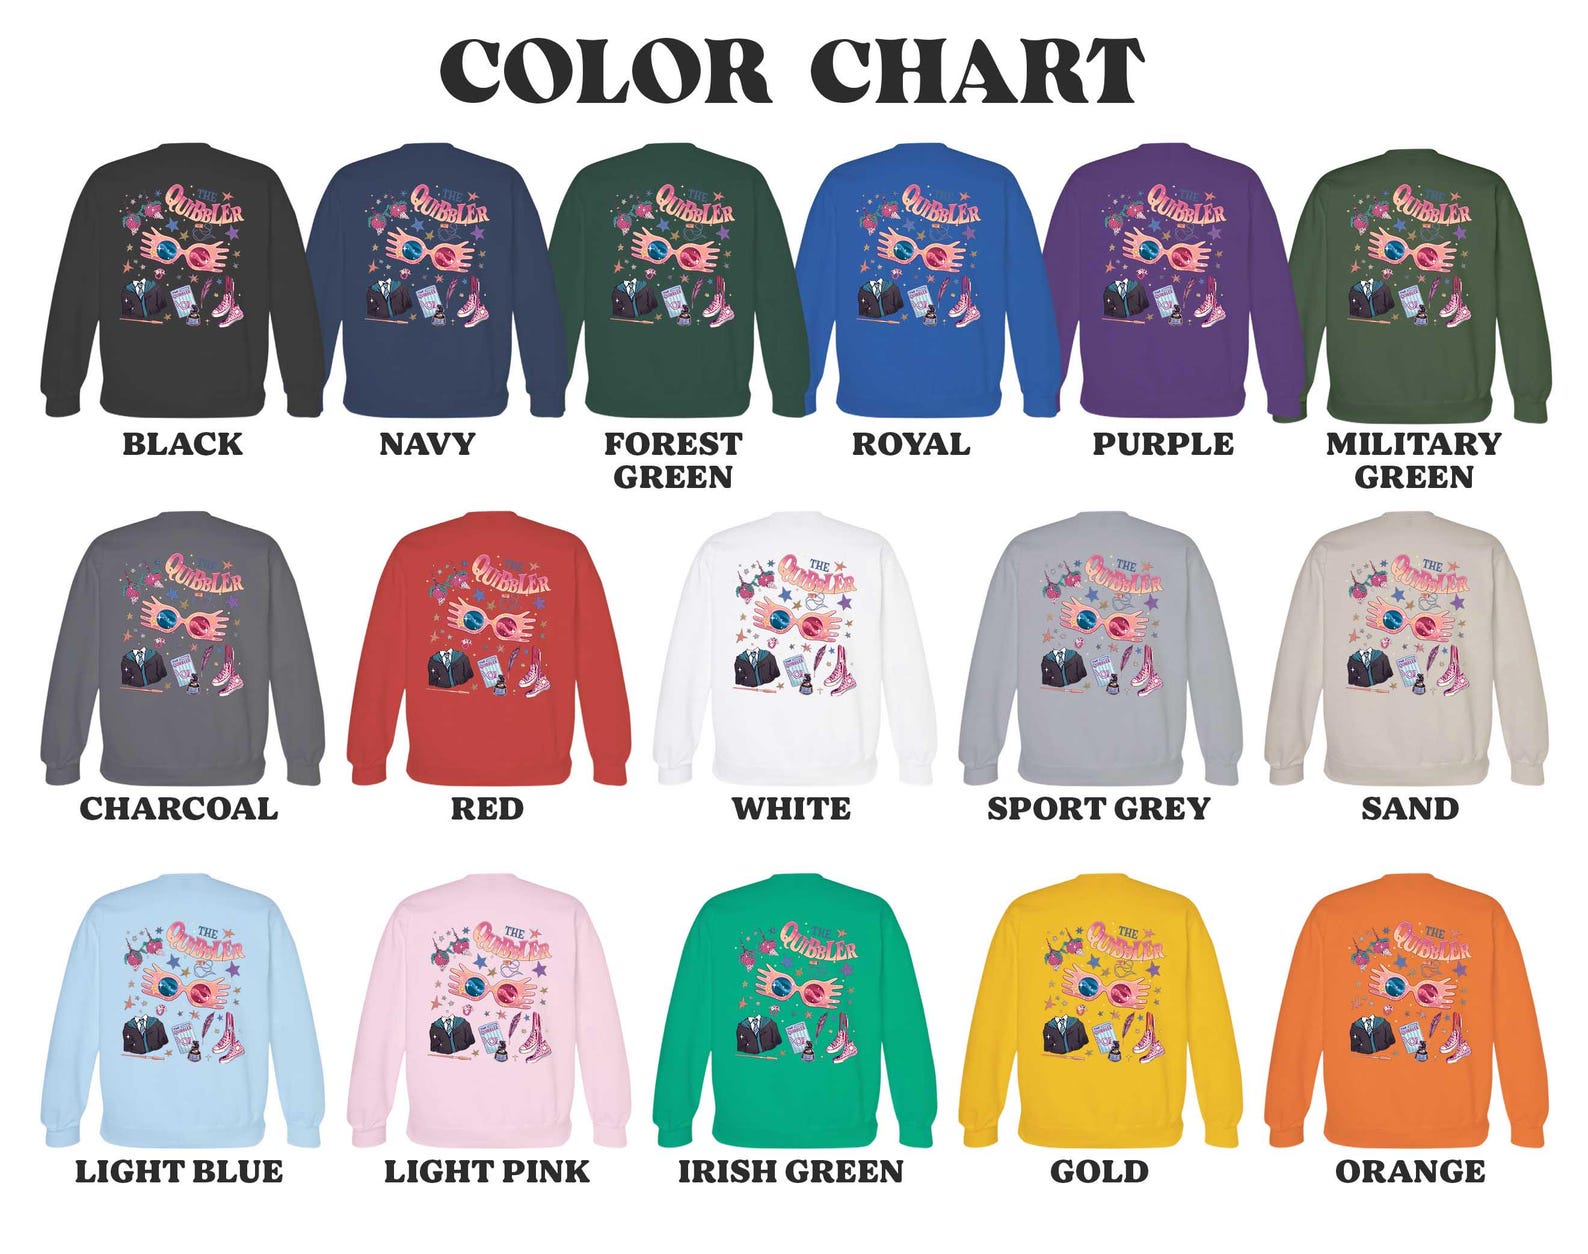 COLOR CHART
THE
QUIBBLER
THE
QUIBBLER
THE
QUIBBLER
THE
QUIBBLER
THE
QUIBBLER
THE
QUIBBLER
BLACK
NAVY
FOREST
GREEN
ROYAL
PURPLE
MILITARY
GREEN
THE
QUIBBLER
THE
QUIBBLER
THE
QUIBBLER
THE
QUIBBLER
THE
QUIBBLER
CHARCOAL
RED
WHITE
SPORT GREY
SAND
THE
QUIBBLER
THE
QUIBBLER
THE
QUIBBLER
THE
QUIBBLER
THE
QUIBBLER
LIGHT BLUE
LIGHT PINK
IRISH GREEN
GOLD
ORANGE